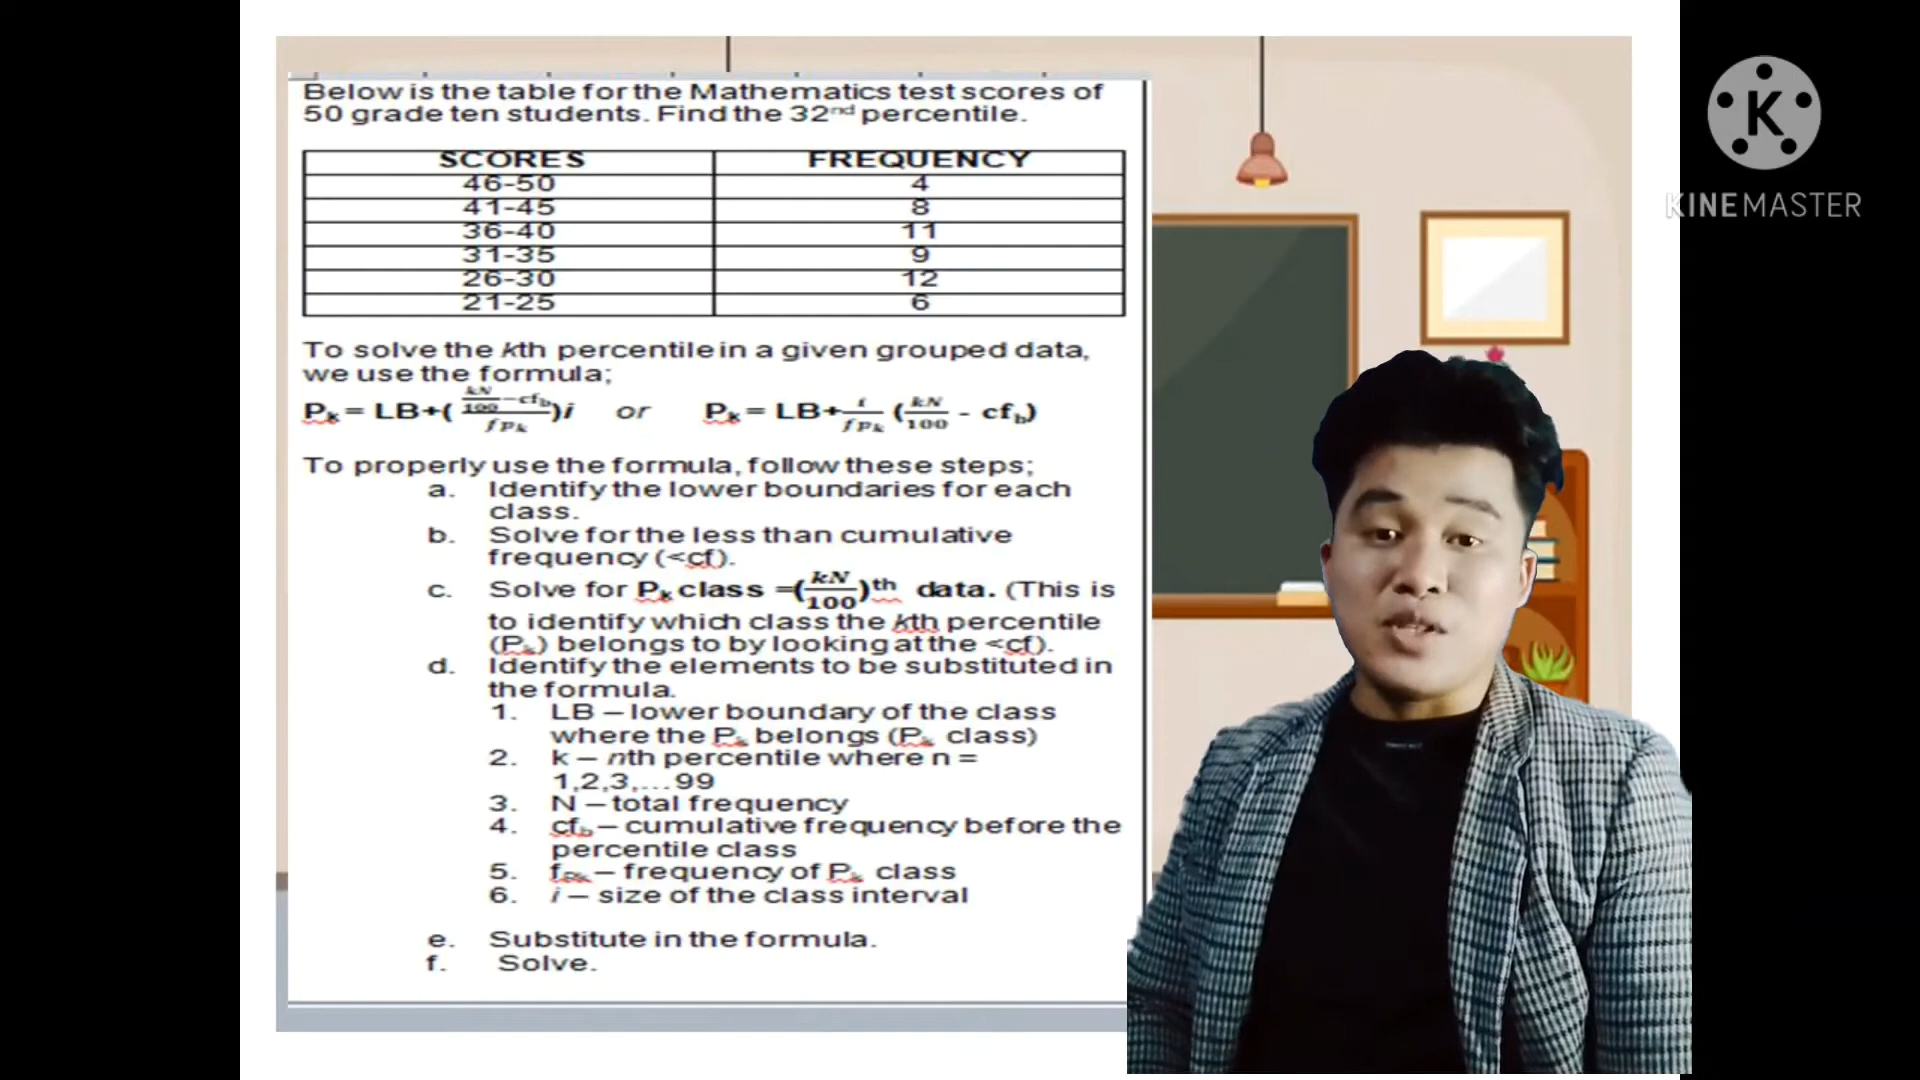 Below is the table for the Mathematics test scores of
50 grade ten students. Find the 32nd percentile.
SCORES FREQUENCY
46-50 4
41-45 8
36-40 11
31-35 9
26-30 12
21-25 6
To solve the kth percentile in a given grouped data,
we use the formula;
Pk = LB+( (kN/100 − cfb)/fPk )i or Pk = LB+ i/fPk (kN/100 - cfb)
To properly use the formula, follow these steps;
a. Identify the lower boundaries for each
class.
b. Solve for the less than cumulative
frequency (<cf).
c. Solve for Pk class =(kN/100)th data. (This is
to identify which class the kth percentile
(Pk) belongs to by looking at the <cf).
d. Identify the elements to be substituted in
the formula.
1. LB – lower boundary of the class
where the Pk belongs (Pk class)
2. k – nth percentile where n =
1,2,3,…99
3. N – total frequency
4. cfb – cumulative frequency before the
percentile class
5. fPk – frequency of Pk class
6. i – size of the class interval
e. Substitute in the formula.
f. Solve.
K
KINEMASTER